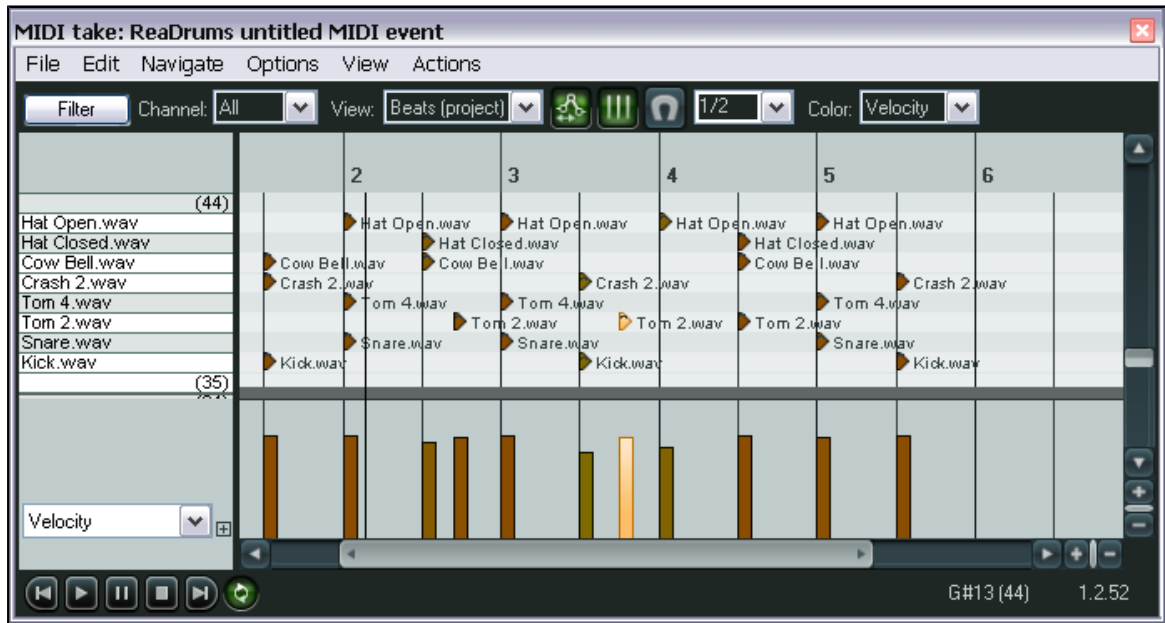 MIDI take: ReaDrums untitled MIDI event
File Edit Navigate Options View Actions
Filter Channel: All View: Beats (project) 1/2 Color: Velocity
2 3 4 5 6
(44)
Hat Open.wav Hat Open.wav Hat Open.wav Hat Open.wav Hat Open.wav
Hat Closed.wav Hat Closed.wav Hat Closed.wav
Cow Bell.wav Cow Bell.wav Cow Bell.wav Cow Bell.wav
Crash 2.wav Crash 2.wav Crash 2.wav Crash 2.wav
Tom 4.wav Tom 4.wav Tom 4.wav Tom 4.wav
Tom 2.wav Tom 2.wav Tom 2.wav Tom 2.wav
Snare.wav Snare.wav Snare.wav Snare.wav
Kick.wav Kick.wav Kick.wav Kick.wav
(35)
Velocity
G#13 (44) 1.2.52